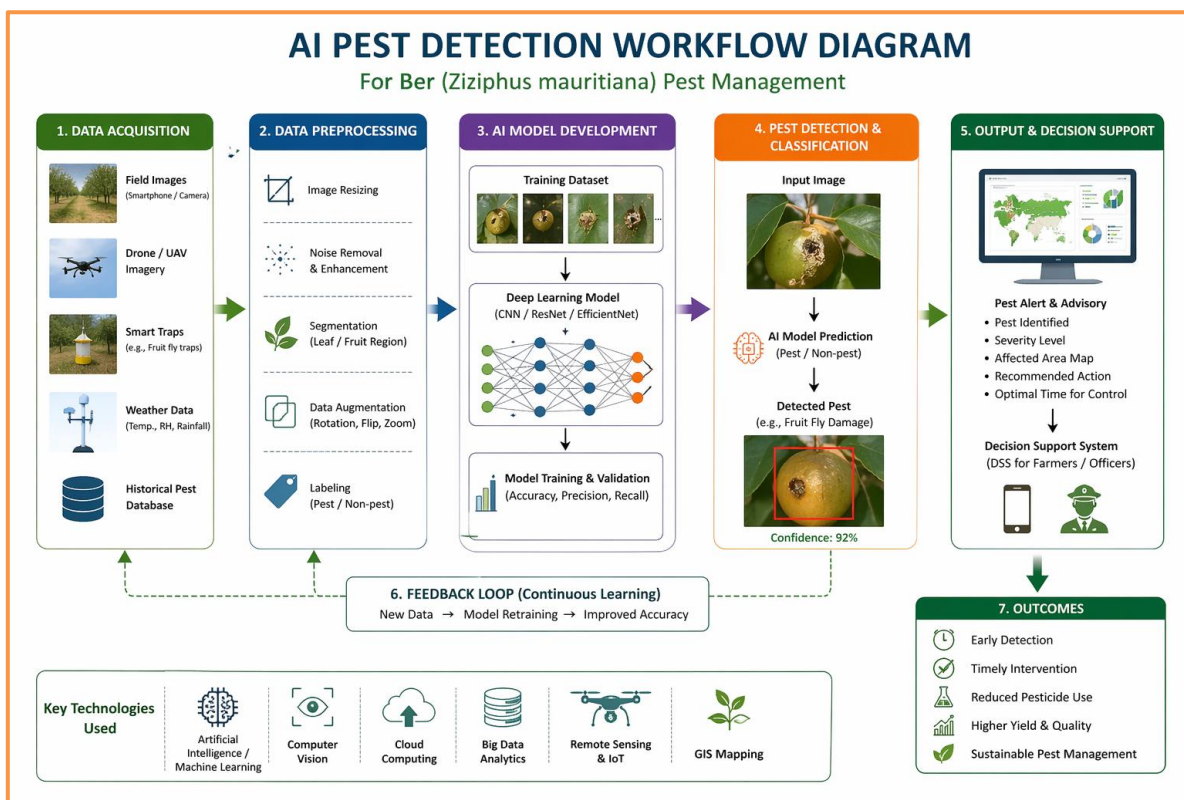 AI PEST DETECTION WORKFLOW DIAGRAM
For Ber (Ziziphus mauritiana) Pest Management
1. DATA ACQUISITION
Field Images
(Smartphone / Camera)
Drone / UAV
Imagery
Smart Traps
(e.g., Fruit fly traps)
Weather Data
(Temp., RH, Rainfall)
Historical Pest
Database
2. DATA PREPROCESSING
Image Resizing
Noise Removal
& Enhancement
Segmentation
(Leaf / Fruit Region)
Data Augmentation
(Rotation, Flip, Zoom)
Labeling
(Pest / Non-pest)
3. AI MODEL DEVELOPMENT
Training Dataset
...
Deep Learning Model
(CNN / ResNet / EfficientNet)
Model Training & Validation
(Accuracy, Precision, Recall)
4. PEST DETECTION &
CLASSIFICATION
Input Image
AI Model Prediction
(Pest / Non-pest)
Detected Pest
(e.g., Fruit Fly Damage)
Confidence: 92%
5. OUTPUT & DECISION SUPPORT
Pest Alert & Advisory
• Pest Identified
• Severity Level
• Affected Area Map
• Recommended Action
• Optimal Time for Control
Decision Support System
(DSS for Farmers / Officers)
6. FEEDBACK LOOP (Continuous Learning)
New Data → Model Retraining → Improved Accuracy
7. OUTCOMES
Early Detection
Timely Intervention
Reduced Pesticide Use
Higher Yield & Quality
Sustainable Pest Management
Key Technologies
Used
Artificial
Intelligence /
Machine Learning
Computer
Vision
Cloud
Computing
Big Data
Analytics
Remote Sensing
& IoT
GIS Mapping